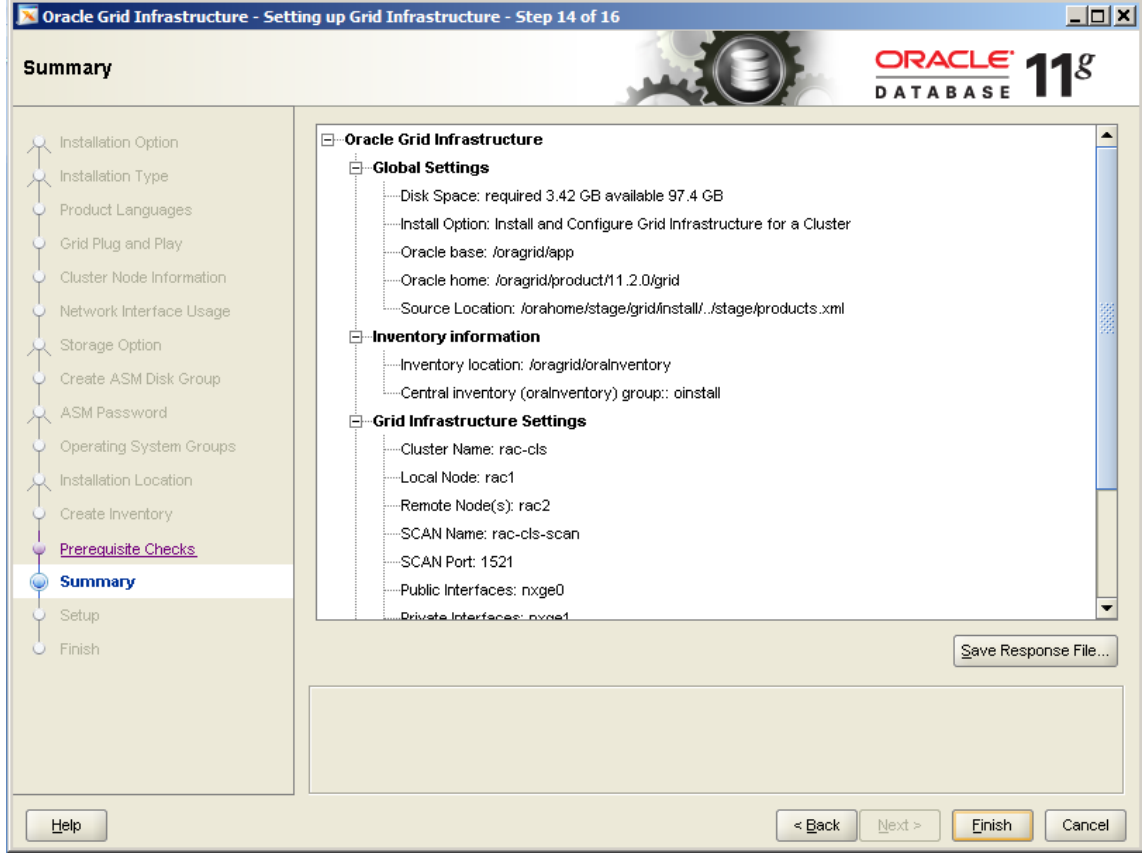 Oracle Grid Infrastructure - Setting up Grid Infrastructure - Step 14 of 16
Summary
ORACLE
DATABASE
11g
Installation Option
Installation Type
Product Languages
Grid Plug and Play
Cluster Node Information
Network Interface Usage
Storage Option
Create ASM Disk Group
ASM Password
Operating System Groups
Installation Location
Create Inventory
Prerequisite Checks
Summary
Setup
Finish
Oracle Grid Infrastructure
Global Settings
Disk Space: required 3.42 GB available 97.4 GB
Install Option: Install and Configure Grid Infrastructure for a Cluster
Oracle base: /oragrid/app
Oracle home: /oragrid/product/11.2.0/grid
Source Location: /orahome/stage/grid/install/../stage/products.xml
Inventory information
Inventory location: /oragrid/oraInventory
Central inventory (oraInventory) group:: oinstall
Grid Infrastructure Settings
Cluster Name: rac-cls
Local Node: rac1
Remote Node(s): rac2
SCAN Name: rac-cls-scan
SCAN Port: 1521
Public Interfaces: nxge0
Private Interfaces: nxge1
Save Response File...
Help
< Back
Next >
Finish
Cancel